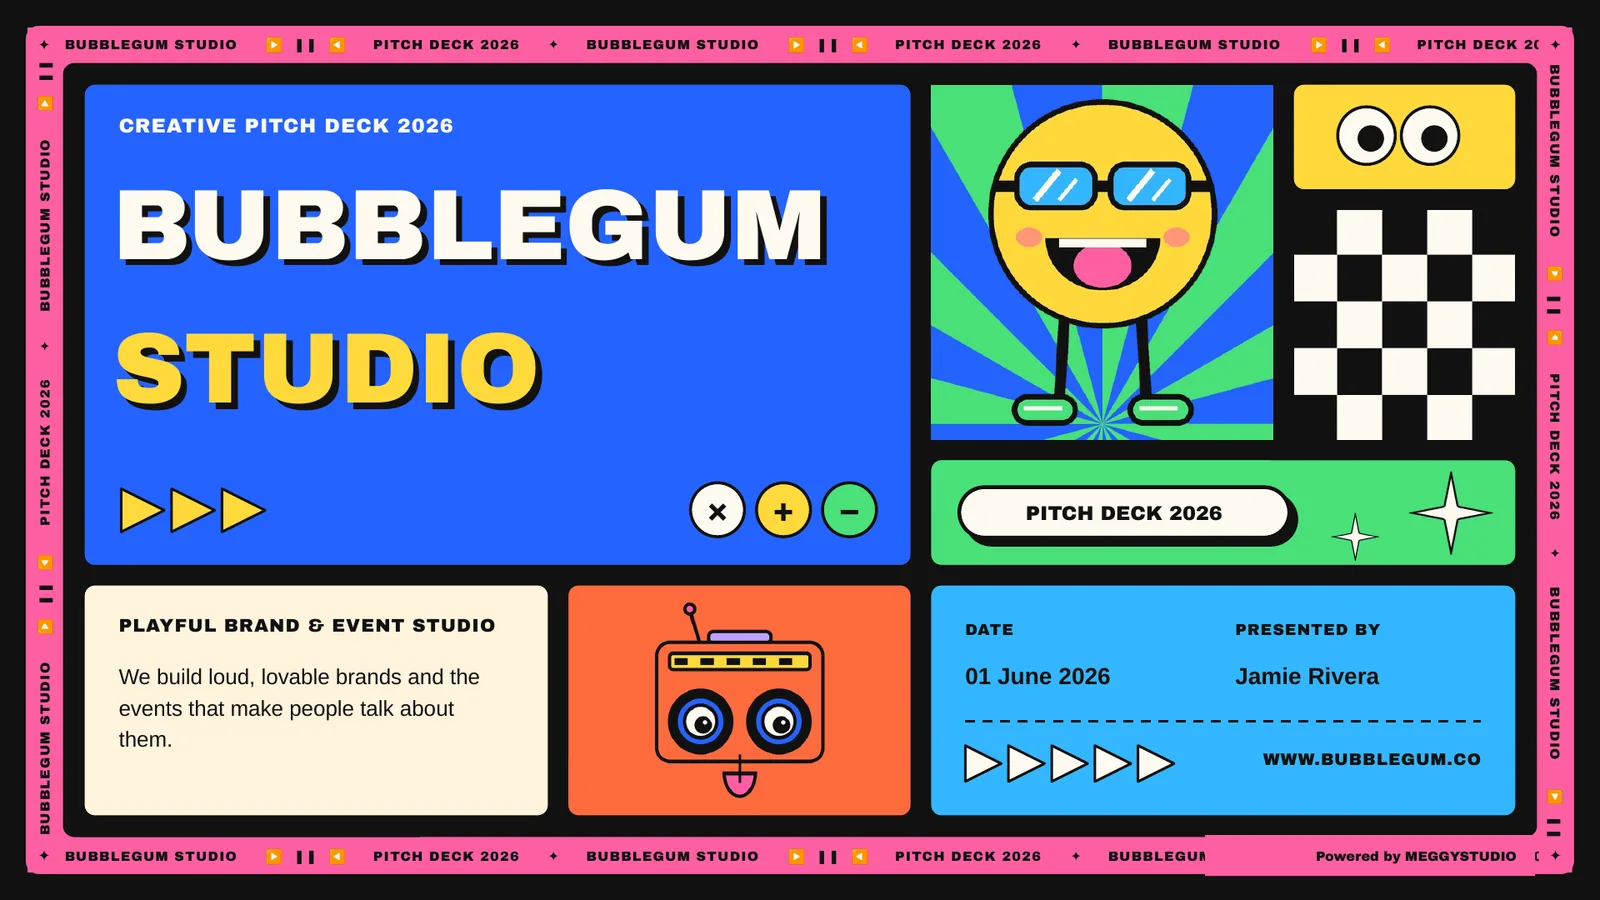 ✦ BUBBLEGUM STUDIO ▶️ ❚❚ ◀️ PITCH DECK 2026 ✦ BUBBLEGUM STUDIO ▶️ ❚❚ ◀️ PITCH DECK 2026 ✦ BUBBLEGUM STUDIO ▶️ ❚❚ ◀️ PITCH DECK 20 ✦
BUBBLEGUM STUDIO PITCH DECK 2026 ✦ BUBBLEGUM STUDIO
CREATIVE PITCH DECK 2026
BUBBLEGUM
STUDIO
× + −
PITCH DECK 2026
PLAYFUL BRAND & EVENT STUDIO
We build loud, lovable brands and the
events that make people talk about
them.
DATE
01 June 2026
PRESENTED BY
Jamie Rivera
WWW.BUBBLEGUM.CO
BUBBLEGUM STUDIO PITCH DECK 2026 ✦ BUBBLEGUM STUDIO
✦ BUBBLEGUM STUDIO ▶️ ❚❚ ◀️ PITCH DECK 2026 ✦ BUBBLEGUM STUDIO ▶️ ❚❚ ◀️ PITCH DECK 2026 ✦ BUBBLEGUM
Powered by MEGGYSTUDIO ✦